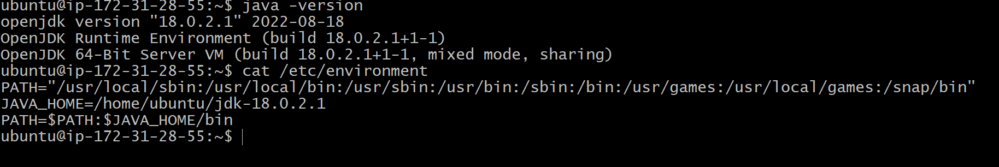 ubuntu@ip-172-31-28-55:~$ java -version
openjdk version "18.0.2.1" 2022-08-18
OpenJDK Runtime Environment (build 18.0.2.1+1-1)
OpenJDK 64-Bit Server VM (build 18.0.2.1+1-1, mixed mode, sharing)
ubuntu@ip-172-31-28-55:~$ cat /etc/environment
PATH="/usr/local/sbin:/usr/local/bin:/usr/sbin:/usr/bin:/sbin:/bin:/usr/games:/usr/local/games:/snap/bin"
JAVA_HOME=/home/ubuntu/jdk-18.0.2.1
PATH=$PATH:$JAVA_HOME/bin
ubuntu@ip-172-31-28-55:~$